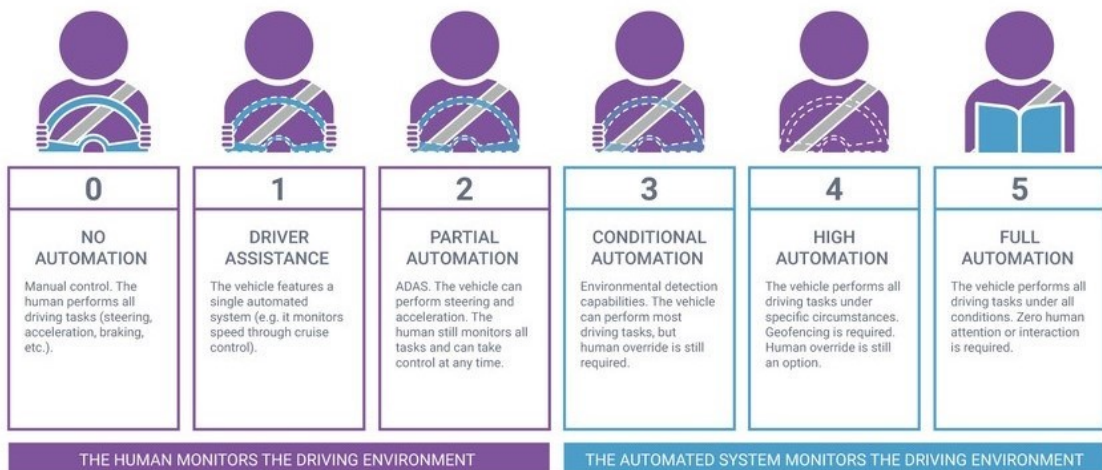 0
NO
AUTOMATION
Manual control. The
human performs all
driving tasks (steering,
acceleration, braking,
etc.).
1
DRIVER
ASSISTANCE
The vehicle features a
single automated
system (e.g. it monitors
speed through cruise
control).
2
PARTIAL
AUTOMATION
ADAS. The vehicle can
perform steering and
acceleration. The
human still monitors all
tasks and can take
control at any time.
3
CONDITIONAL
AUTOMATION
Environmental detection
capabilities. The vehicle
can perform most
driving tasks, but
human override is still
required.
4
HIGH
AUTOMATION
The vehicle performs all
driving tasks under
specific circumstances.
Geofencing is required.
Human override is still
an option.
5
FULL
AUTOMATION
The vehicle performs all
driving tasks under all
conditions. Zero human
attention or interaction
is required.
THE HUMAN MONITORS THE DRIVING ENVIRONMENT
THE AUTOMATED SYSTEM MONITORS THE DRIVING ENVIRONMENT